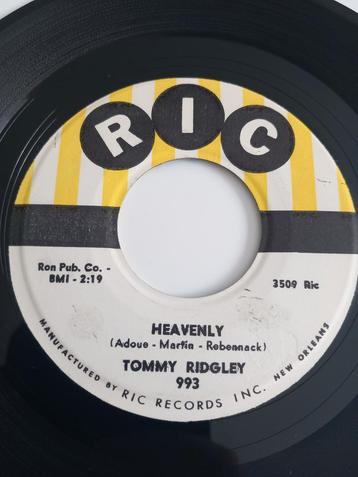 RIC
Ron Pub. Co. -
BMI - 2:19
3509 Ric
HEAVENLY
(Adoue - Martin - Rebennack)
TOMMY RIDGLEY
993
MANUFACTURED BY RIC RECORDS INC. NEW ORLEANS